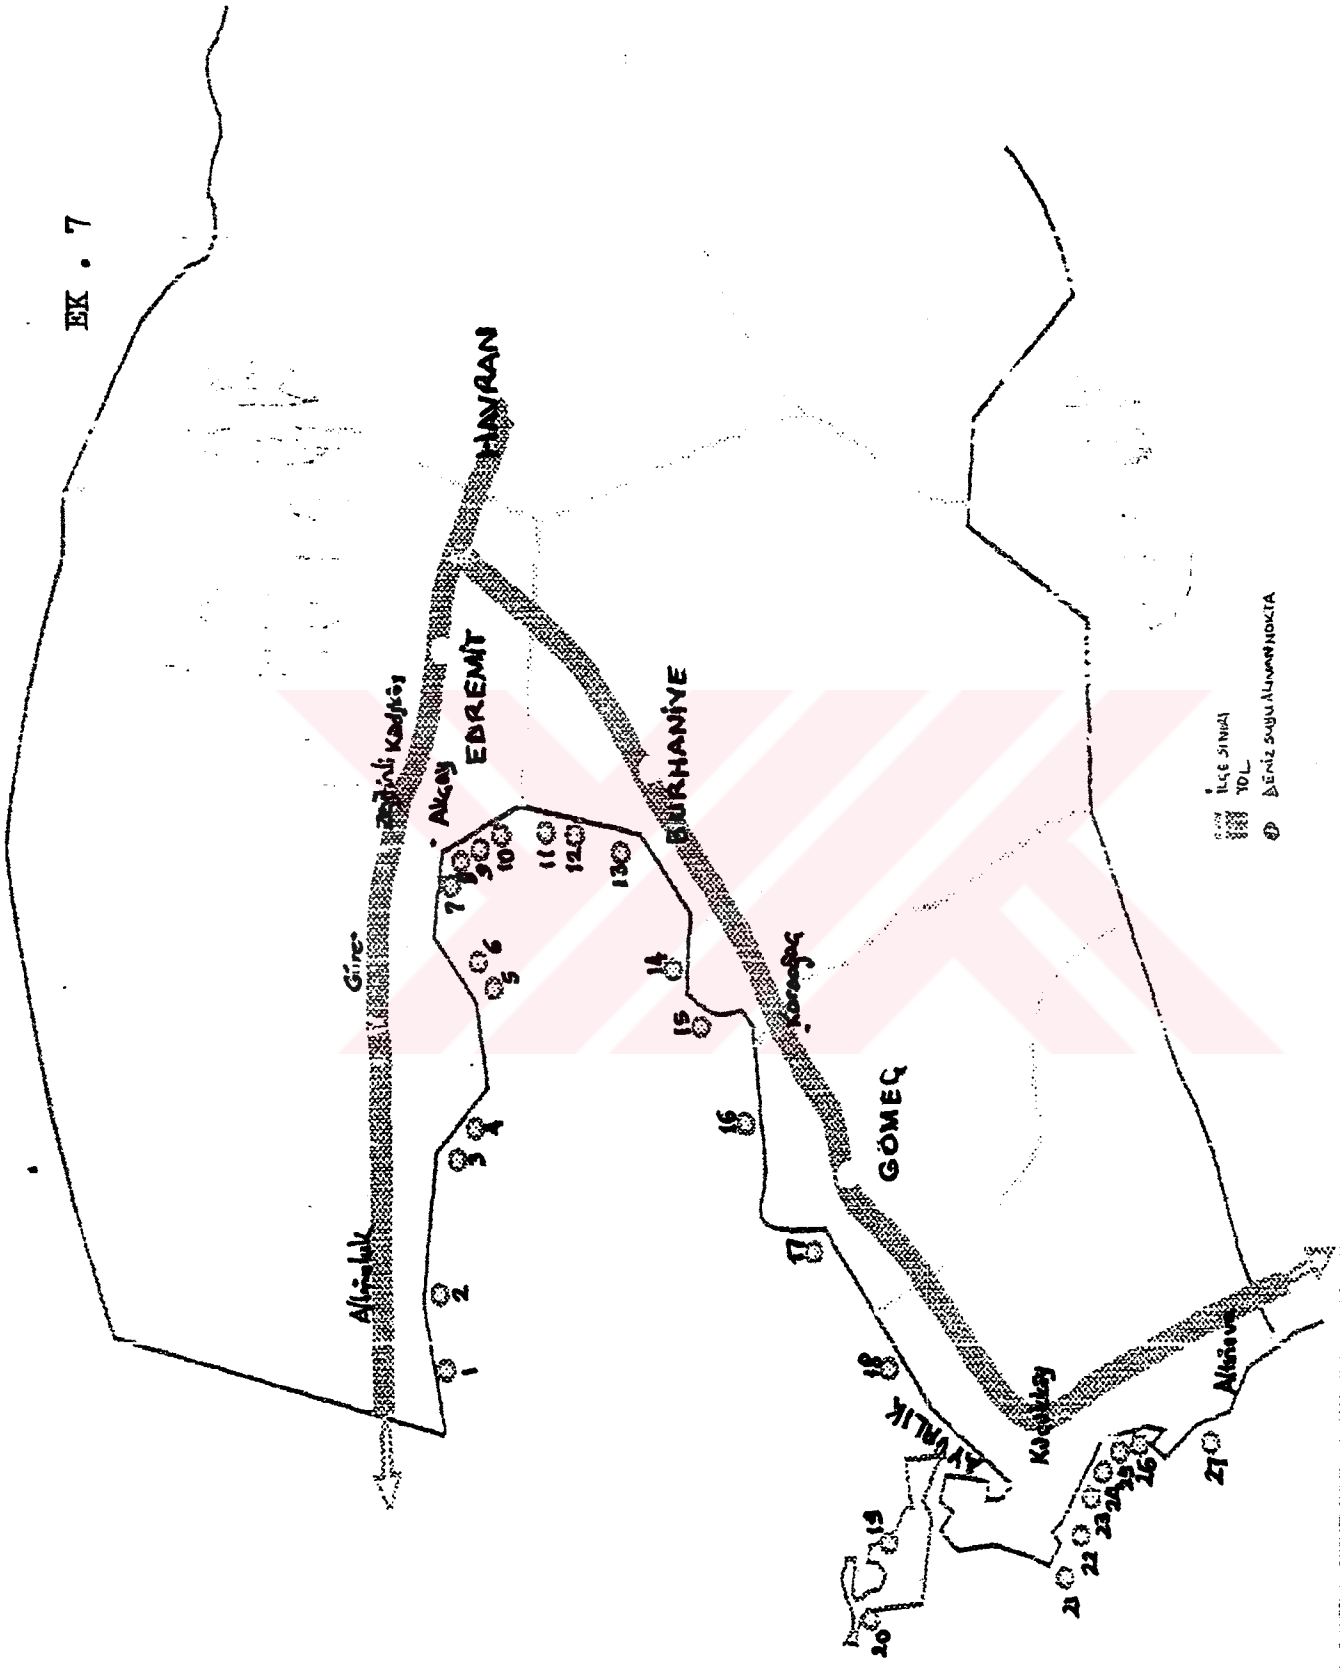 EK . 7
HAVRAN
EDREMİT
Zeytinli
Kadıköy
Akçay
Güre
Altınoluk
BURHANİYE
Karaağaç
GÖMEÇ
AYVALIK
Küçükköy
Altınova
1
2
3
4
5
6
7
8
9
10
11
12
13
14
15
16
17
18
19
20
21
22
23
24
25
26
27
İLÇE SINIRI
YOL
DENİZ SUYU ALINAN NOKTA